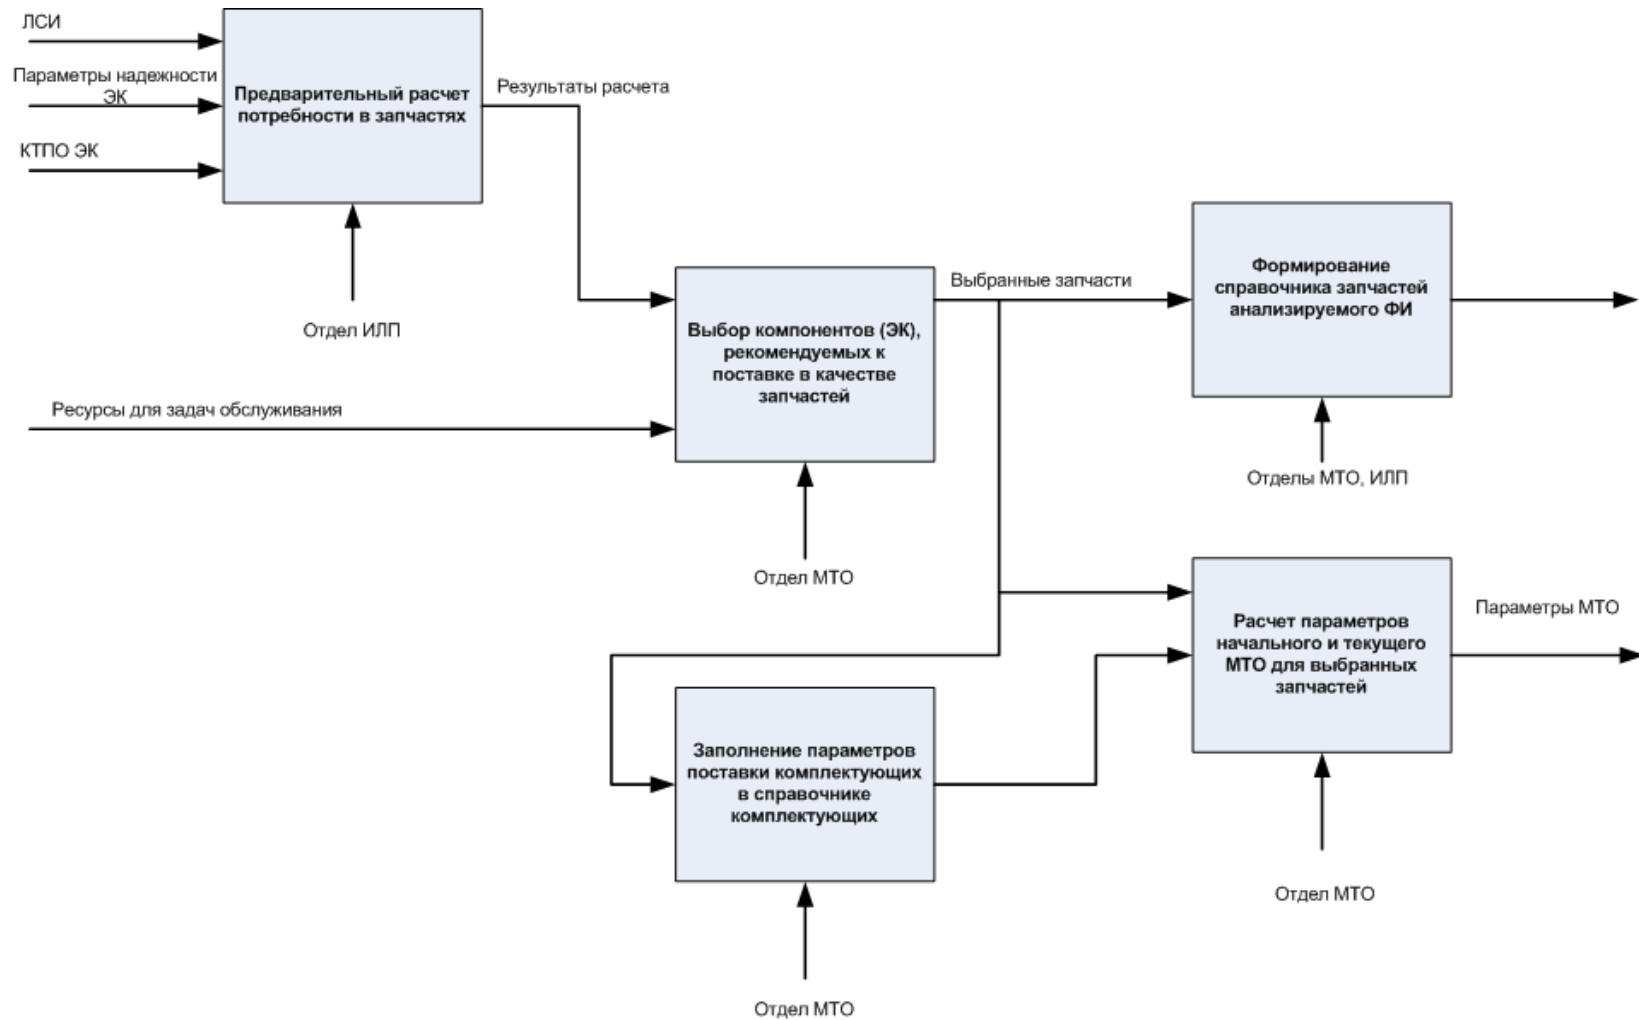 ЛСИ
Параметры надежности
ЭК
КТПО ЭК
Предварительный расчет
потребности в запчастях
Результаты расчета
Отдел ИЛП
Ресурсы для задач обслуживания
Выбор компонентов (ЭК),
рекомендуемых к
поставке в качестве
запчастей
Выбранные запчасти
Отдел МТО
Формирование
справочника запчастей
анализируемого ФИ
Отделы МТО, ИЛП
Расчет параметров
начального и текущего
МТО для выбранных
запчастей
Параметры МТО
Отдел МТО
Заполнение параметров
поставки комплектующих
в справочнике
комплектующих
Отдел МТО